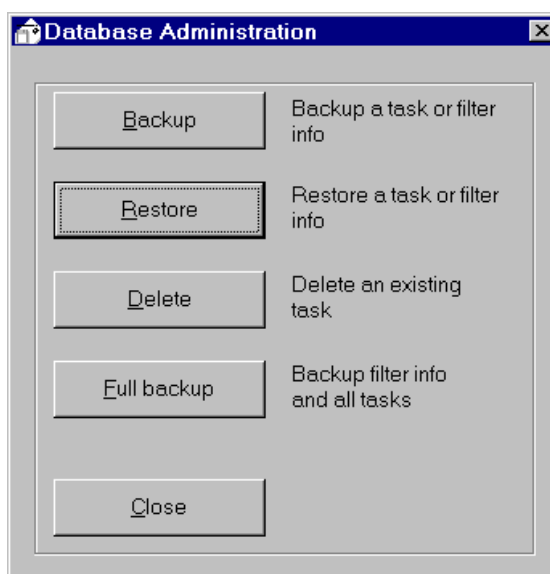 Database Administration
Backup
Backup a task or filter
info
Restore
Restore a task or filter
info
Delete
Delete an existing
task
Full backup
Backup filter info
and all tasks
Close